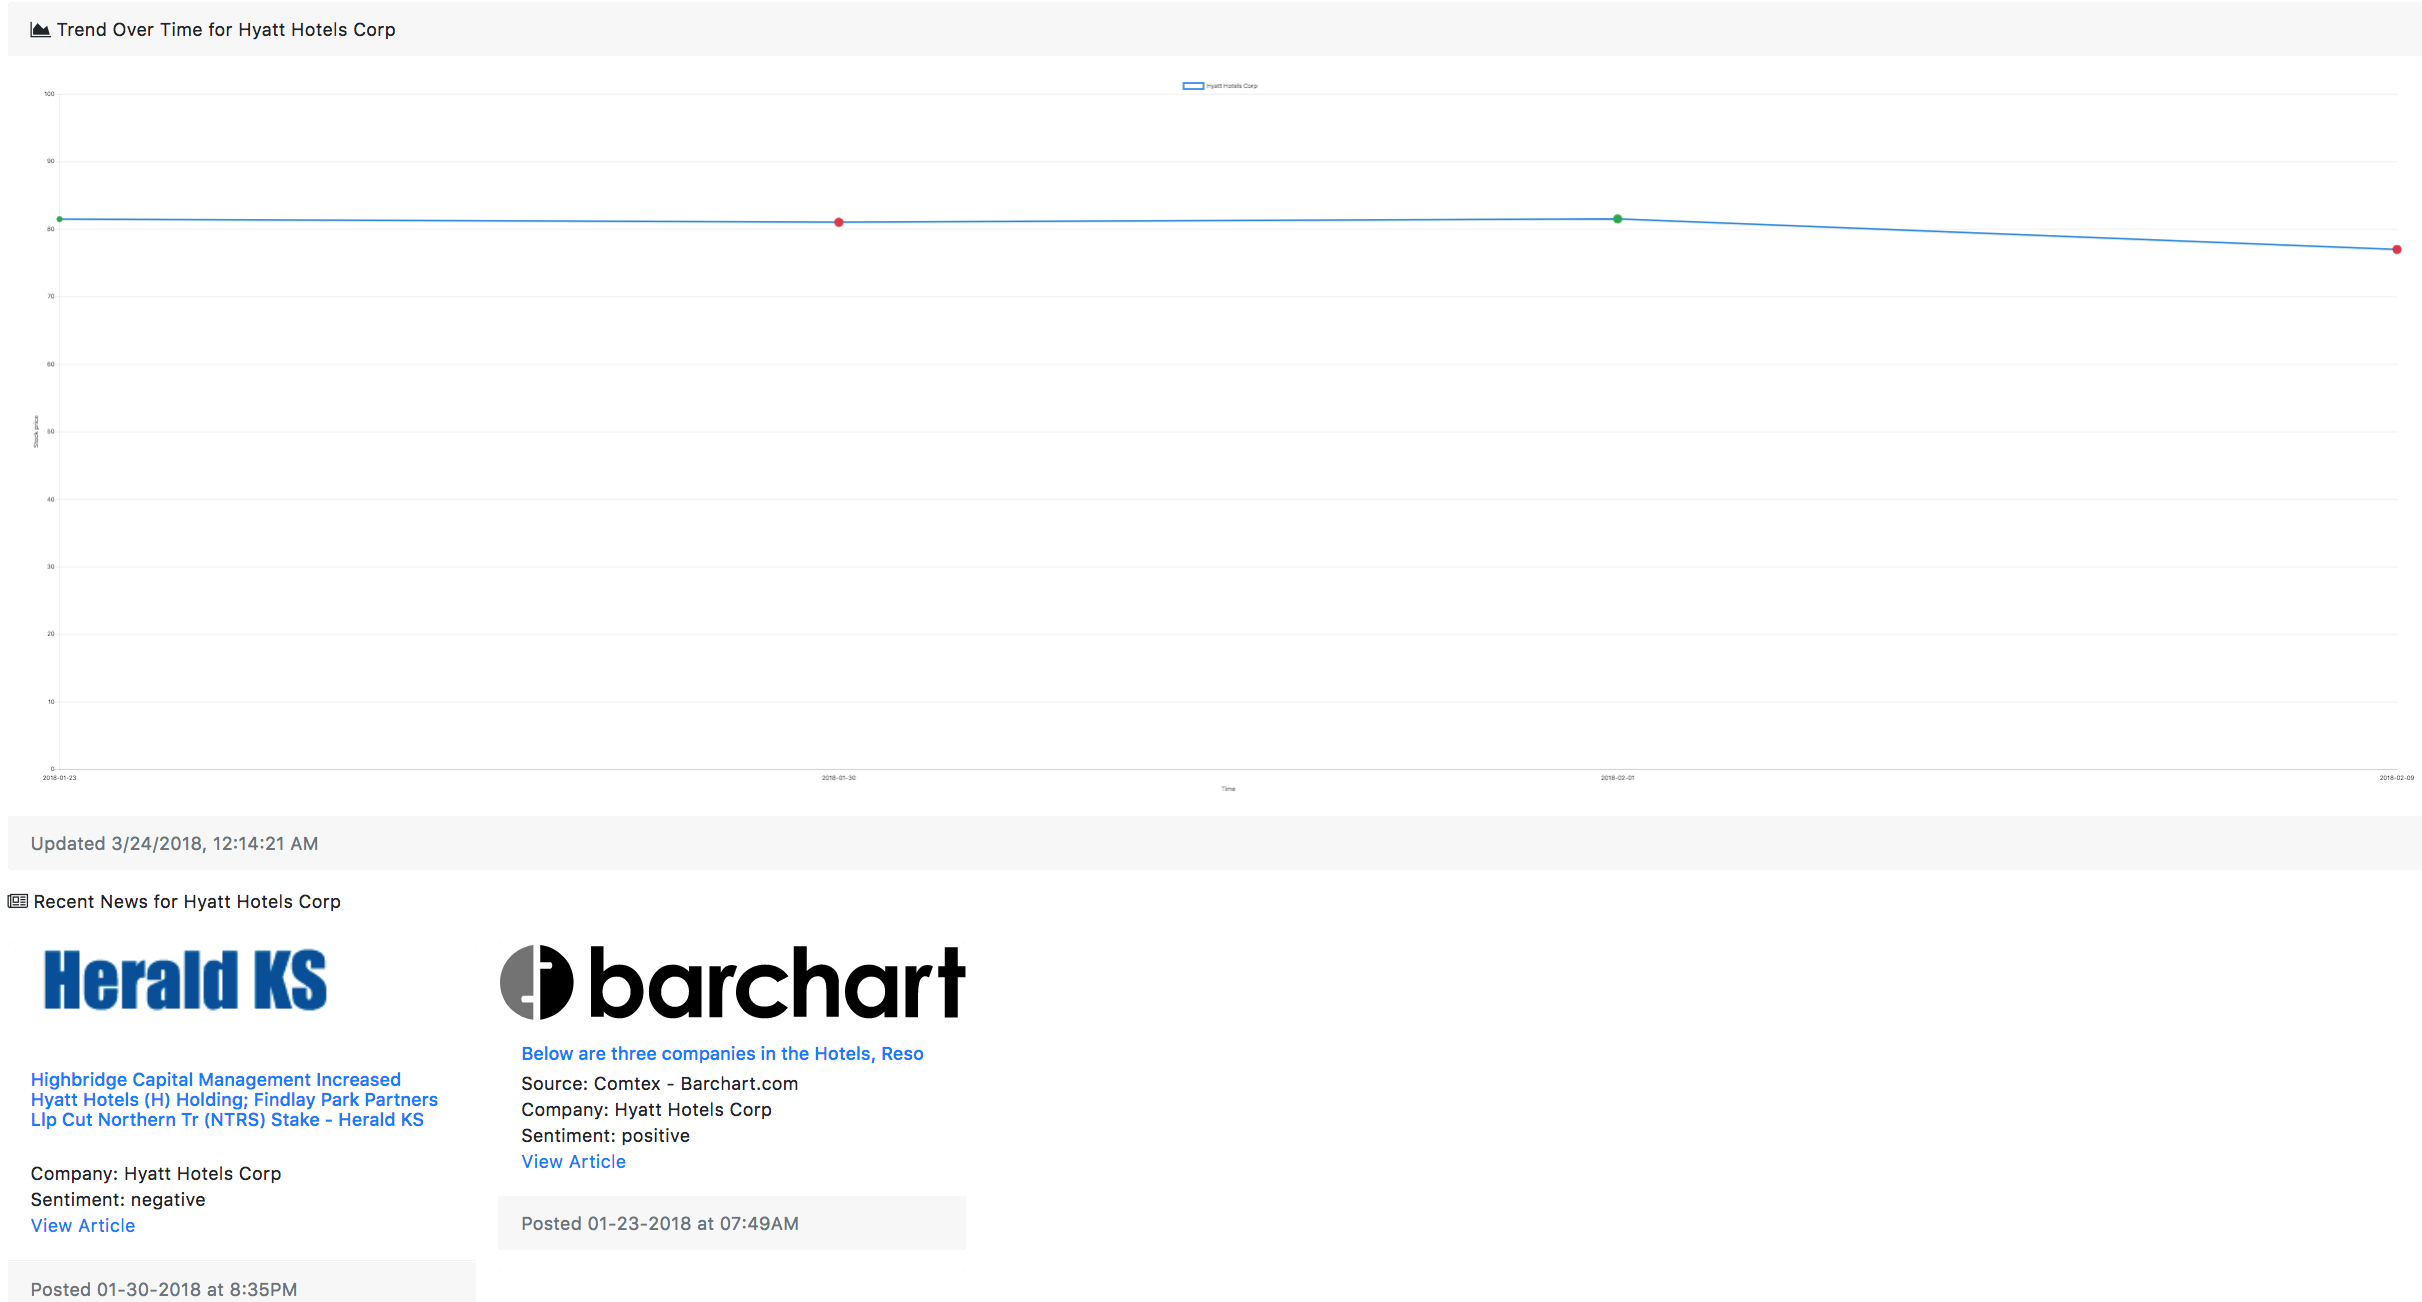 Trend Over Time for Hyatt Hotels Corp
Hyatt Hotels Corp
100
90
80
70
60
50
40
30
20
10
0
Stock price
2018-01-23
2018-01-30
2018-02-01
2018-02-09
Time
Updated 3/24/2018, 12:14:21 AM
Recent News for Hyatt Hotels Corp
Herald KS
Highbridge Capital Management Increased
Hyatt Hotels (H) Holding; Findlay Park Partners
Llp Cut Northern Tr (NTRS) Stake - Herald KS
Company: Hyatt Hotels Corp
Sentiment: negative
View Article
Posted 01-30-2018 at 8:35PM
barchart
Below are three companies in the Hotels, Reso
Source: Comtex - Barchart.com
Company: Hyatt Hotels Corp
Sentiment: positive
View Article
Posted 01-23-2018 at 07:49AM